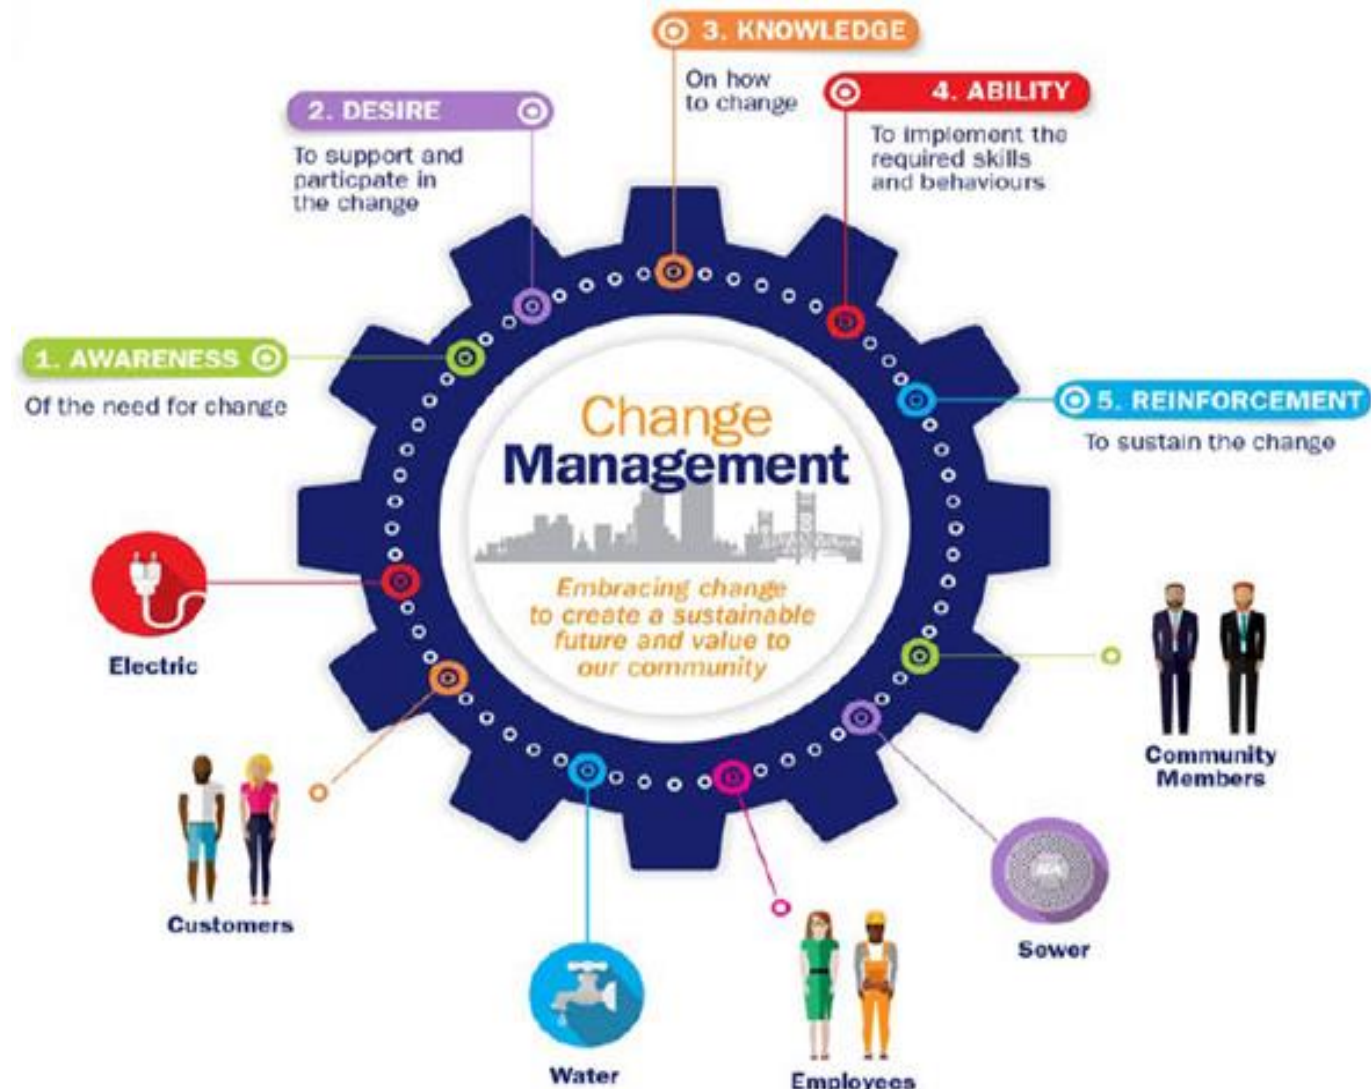 3. KNOWLEDGE
On how
to change
4. ABILITY
To implement the
required skills
and behaviours
2. DESIRE
To support and
particpate in
the change
1. AWARENESS
Of the need for change
5. REINFORCEMENT
To sustain the change
Change
Management
Embracing change
to create a sustainable
future and value to
our community
Electric
Customers
Water
Employees
Sewer
Community
Members